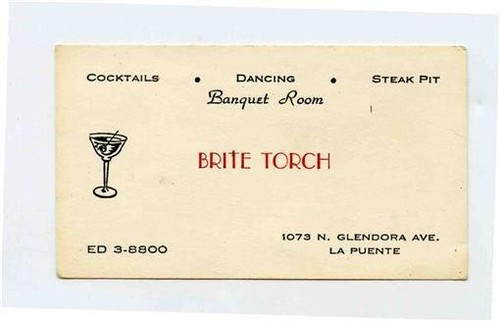 COCKTAILS • DANCING • STEAK PIT
Banquet Room
BRITE TORCH
1073 N. GLENDORA AVE.
ED 3-8800
LA PUENTE